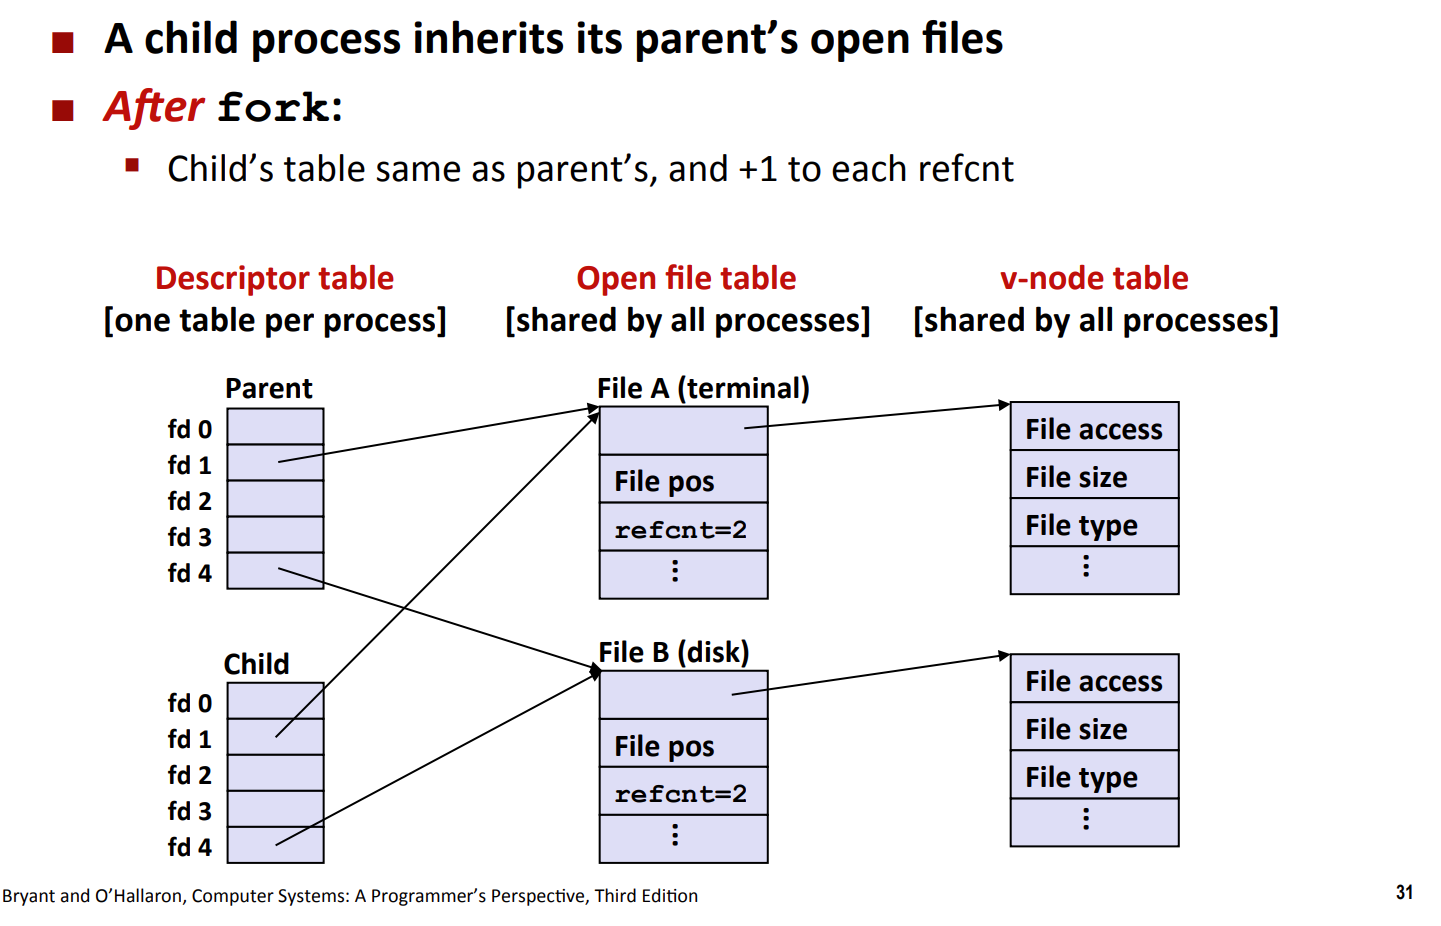 A child process inherits its parent’s open files
After fork:
Child’s table same as parent’s, and +1 to each refcnt
Descriptor table
[one table per process]
Open file table
[shared by all processes]
v-node table
[shared by all processes]
Parent
fd 0
fd 1
fd 2
fd 3
fd 4
Child
fd 0
fd 1
fd 2
fd 3
fd 4
File A (terminal)
File pos
refcnt=2
⋮
File B (disk)
File pos
refcnt=2
⋮
File access
File size
File type
⋮
File access
File size
File type
⋮
Bryant and O’Hallaron, Computer Systems: A Programmer’s Perspective, Third Edition
31